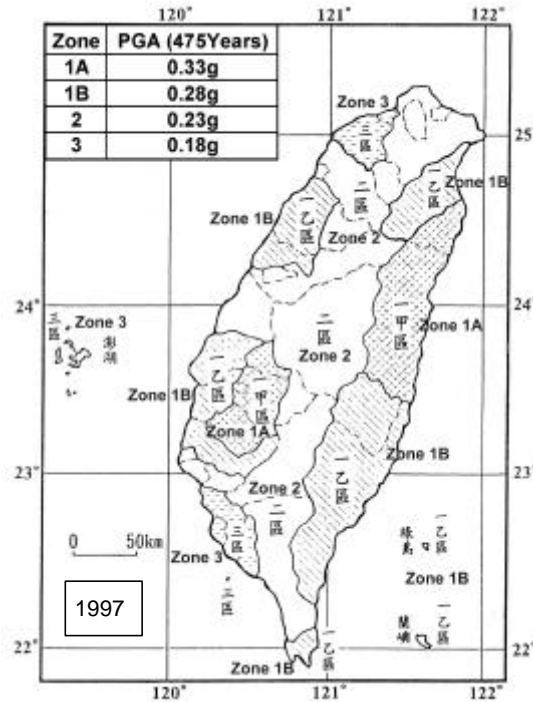 120°
121°
122°
Zone PGA (475Years)
1A 0.33g
1B 0.28g
2 0.23g
3 0.18g
Zone 3
三區
25°
25°
一乙區
Zone 1B
二區
Zone 1B
一乙區
Zone 2
24°
24°
一甲區
Zone 1A
三區
Zone 3
澎湖
二區
Zone 2
一乙區
Zone 1B
一甲區
Zone 1A
Zone 1B
一乙區
23°
23°
Zone 2
二區
三區
Zone 3
三區
0 50km
綠島
一乙區
Zone 1B
蘭嶼
一乙區
1997
22°
22°
一乙區
Zone 1B
120°
121°
122°